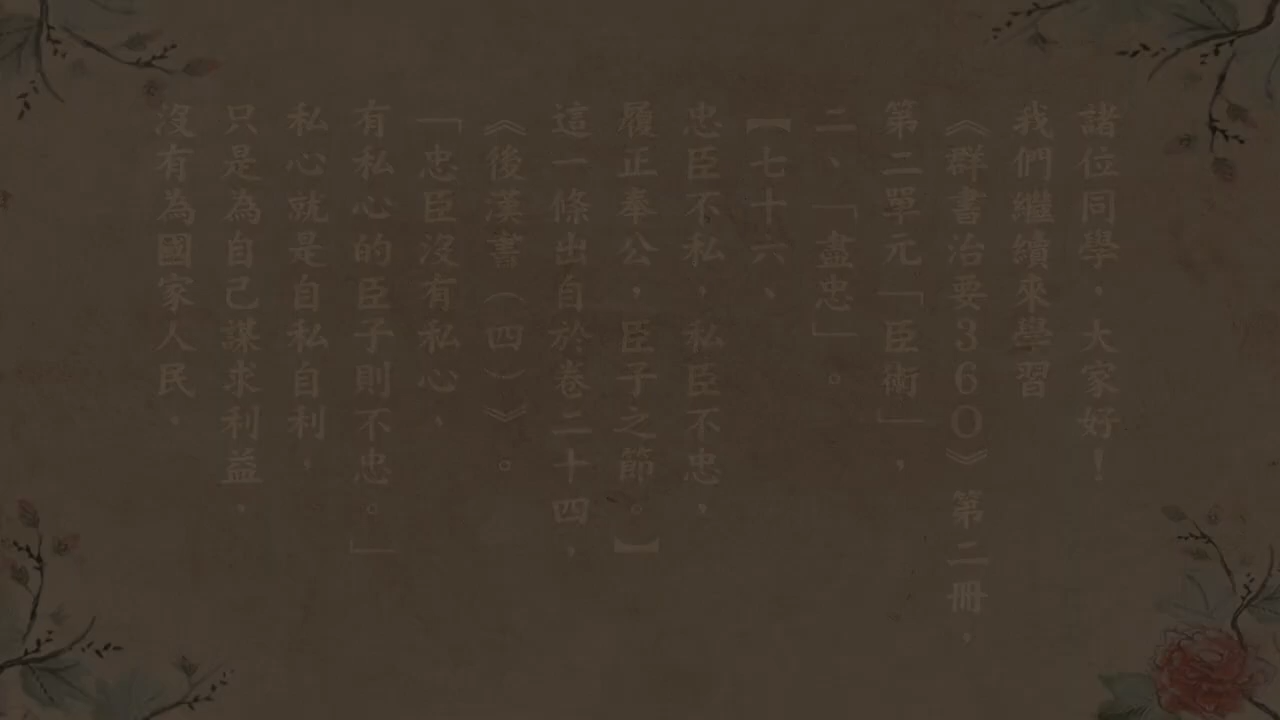 諸位同學，大家好！
我們繼續來學習
《群書治要360》第二冊，
第二單元「臣術」，
二、「盡忠」。
【七十六、
忠臣不私，私臣不忠，
履正奉公，臣子之節。】
這一條出自於卷二十四，
《後漢書（四）》。
「忠臣沒有私心，
有私心的臣子則不忠。」
私心就是自私自利，
只是為自己謀求利益，
沒有為國家人民，